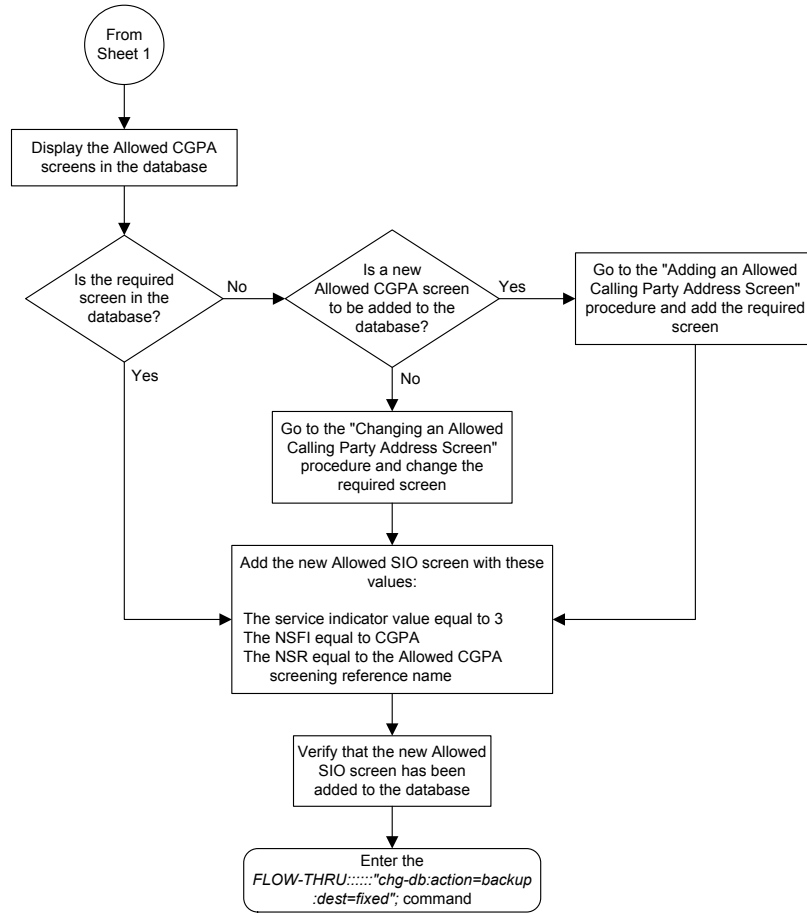 From
Sheet 1
Display the Allowed CGPA
screens in the database
Is the required
screen in the
database?
No
Yes
Is a new
Allowed CGPA screen
to be added to the
database?
Yes
No
Go to the "Adding an Allowed
Calling Party Address Screen"
procedure and add the required
screen
Go to the "Changing an Allowed
Calling Party Address Screen"
procedure and change the
required screen
Add the new Allowed SIO screen with these
values:
The service indicator value equal to 3
The NSFI equal to CGPA
The NSR equal to the Allowed CGPA
screening reference name
Verify that the new Allowed
SIO screen has been
added to the database
Enter the
FLOW-THRU::::::"chg-db:action=backup
:dest=fixed"; command